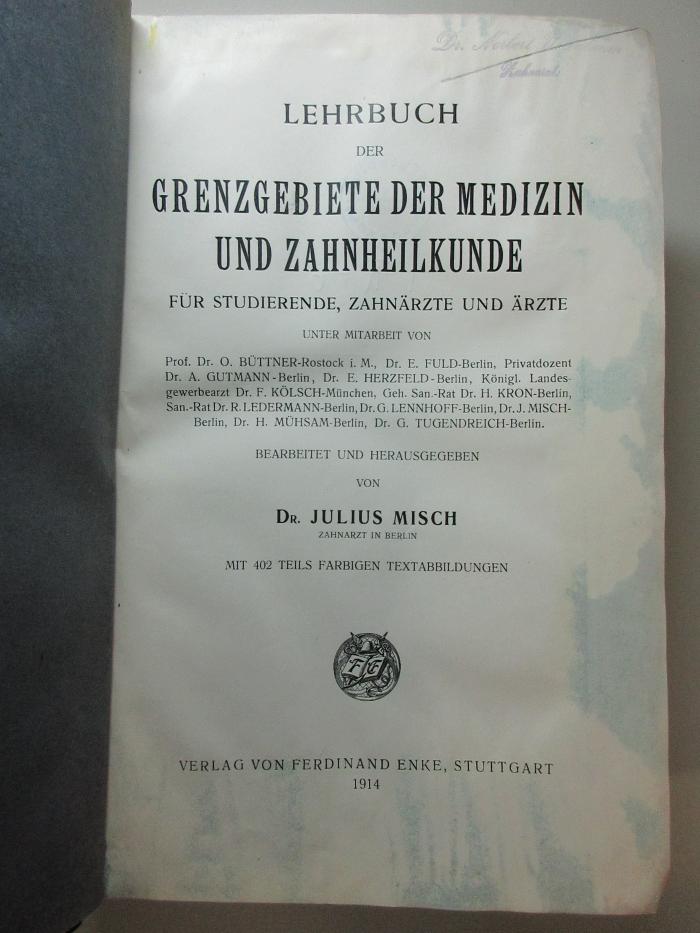 Dr. Norbert
Zahnarzt
LEHRBUCH
DER
GRENZGEBIETE DER MEDIZIN
UND ZAHNHEILKUNDE
FÜR STUDIERENDE, ZAHNÄRZTE UND ÄRZTE
UNTER MITARBEIT VON
Prof. Dr. O. BÜTTNER-Rostock i. M., Dr. E. FULD-Berlin, Privatdozent
Dr. A. GUTMANN-Berlin, Dr. E. HERZFELD-Berlin, Königl. Landes-
gewerbearzt Dr. F. KÖLSCH-München, Geh. San.-Rat Dr. H. KRON-Berlin,
San.-Rat Dr. R. LEDERMANN-Berlin, Dr. G. LENNHOFF-Berlin, Dr. J. MISCH-
Berlin, Dr. H. MÜHSAM-Berlin, Dr. G. TUGENDREICH-Berlin.
BEARBEITET UND HERAUSGEGEBEN
VON
DR. JULIUS MISCH
ZAHNARZT IN BERLIN
MIT 402 TEILS FARBIGEN TEXTABBILDUNGEN
F E
VERLAG VON FERDINAND ENKE, STUTTGART
1914